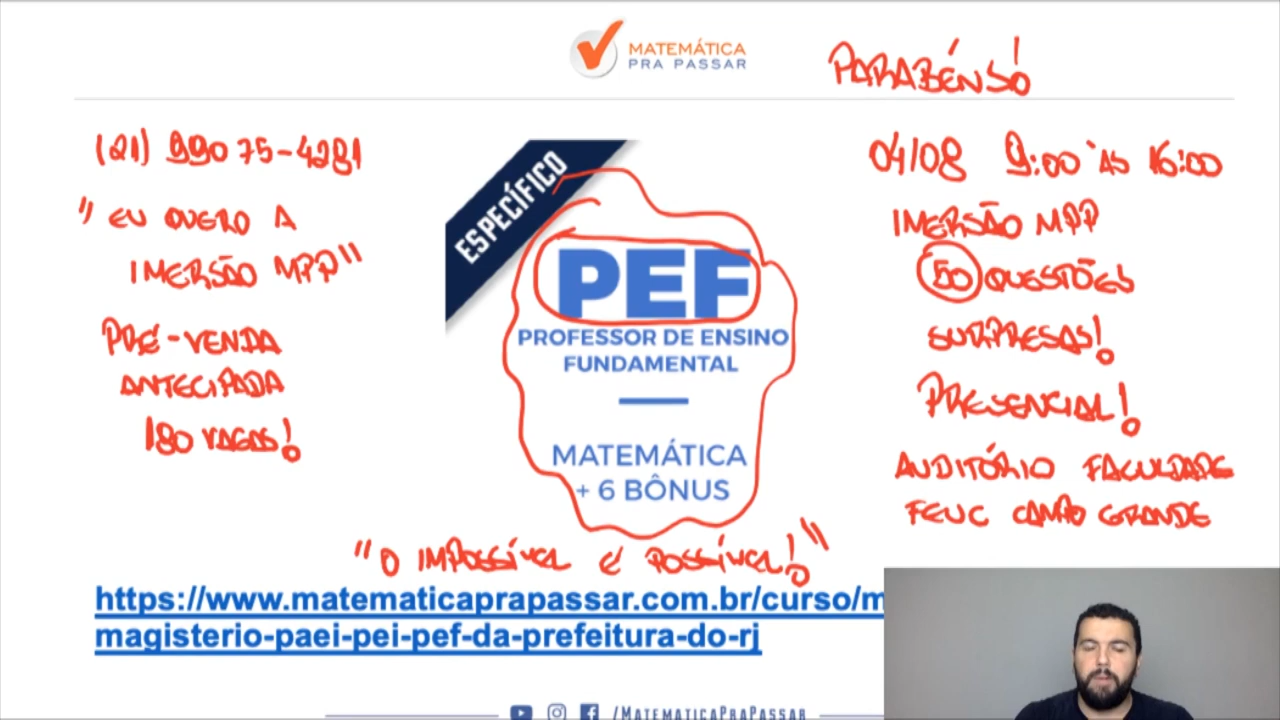 MATEMÁTICA
PRA PASSAR
PARABÉNS!
(21) 99075-4281
" EU QUERO A
IMERSÃO MPP"
PRÉ-VENDA
ANTECIPADA
180 VAGAS!
ESPECÍFICO
PEF
PROFESSOR DE ENSINO
FUNDAMENTAL
MATEMÁTICA
+ 6 BÔNUS
04/08 9:00 ÀS 16:00
IMERSÃO MPP
50 QUESTÕES
SURPRESAS!
PRESENCIAL!
AUDITÓRIO FACULDADE
FEUC CAMPO GRANDE
"O IMPOSSÍVEL É POSSÍVEL!"
https://www.matematicaprapassar.com.br/curso/m
magisterio-paei-pei-pef-da-prefeitura-do-rj
/MATEMATICAPRAPASSAR